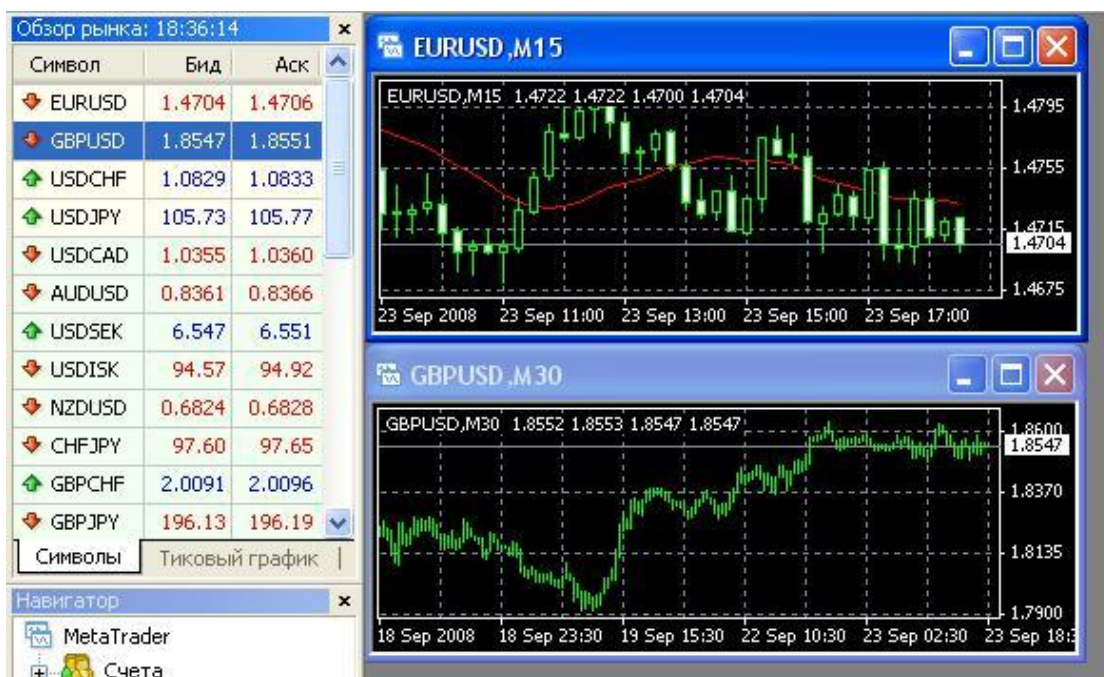 Обзор рынка: 18:36:14
Символ Бид Аск
EURUSD 1.4704 1.4706
GBPUSD 1.8547 1.8551
USDCHF 1.0829 1.0833
USDJPY 105.73 105.77
USDCAD 1.0355 1.0360
AUDUSD 0.8361 0.8366
USDSEK 6.547 6.551
USDISK 94.57 94.92
NZDUSD 0.6824 0.6828
CHFJPY 97.60 97.65
GBPCHF 2.0091 2.0096
GBPJPY 196.13 196.19
Символы Тиковый график
Навигатор
MetaTrader
Счета
EURUSD,M15
EURUSD,M15 1.4722 1.4722 1.4700 1.4704
1.4795
1.4755
1.4715
1.4704
1.4675
23 Sep 2008 23 Sep 11:00 23 Sep 13:00 23 Sep 15:00 23 Sep 17:00
GBPUSD,M30
GBPUSD,M30 1.8552 1.8553 1.8547 1.8547
1.8600
1.8547
1.8370
1.8135
1.7900
18 Sep 2008 18 Sep 23:30 19 Sep 15:30 22 Sep 10:30 23 Sep 02:30 23 Sep 18: